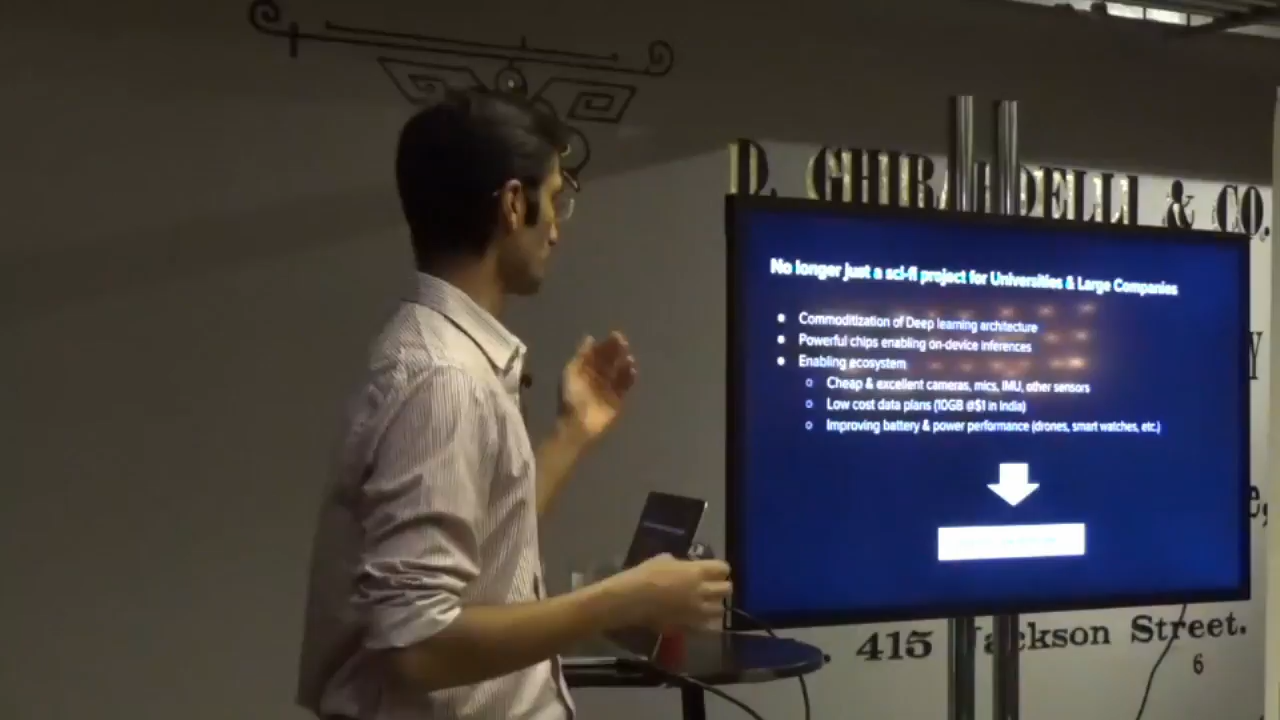 D. GHIRARDELLI & CO.
No longer just a sci-fi project for Universities & Large Companies
● Commoditization of Deep learning architecture
● Powerful chips enabling on-device inferences
● Enabling ecosystem
○ Cheap & excellent cameras, mics, IMU, other sensors
○ Low cost data plans (10GB @$1 in India)
○ Improving battery & power performance (drones, smart watches, etc.)
415 Jackson Street.
6